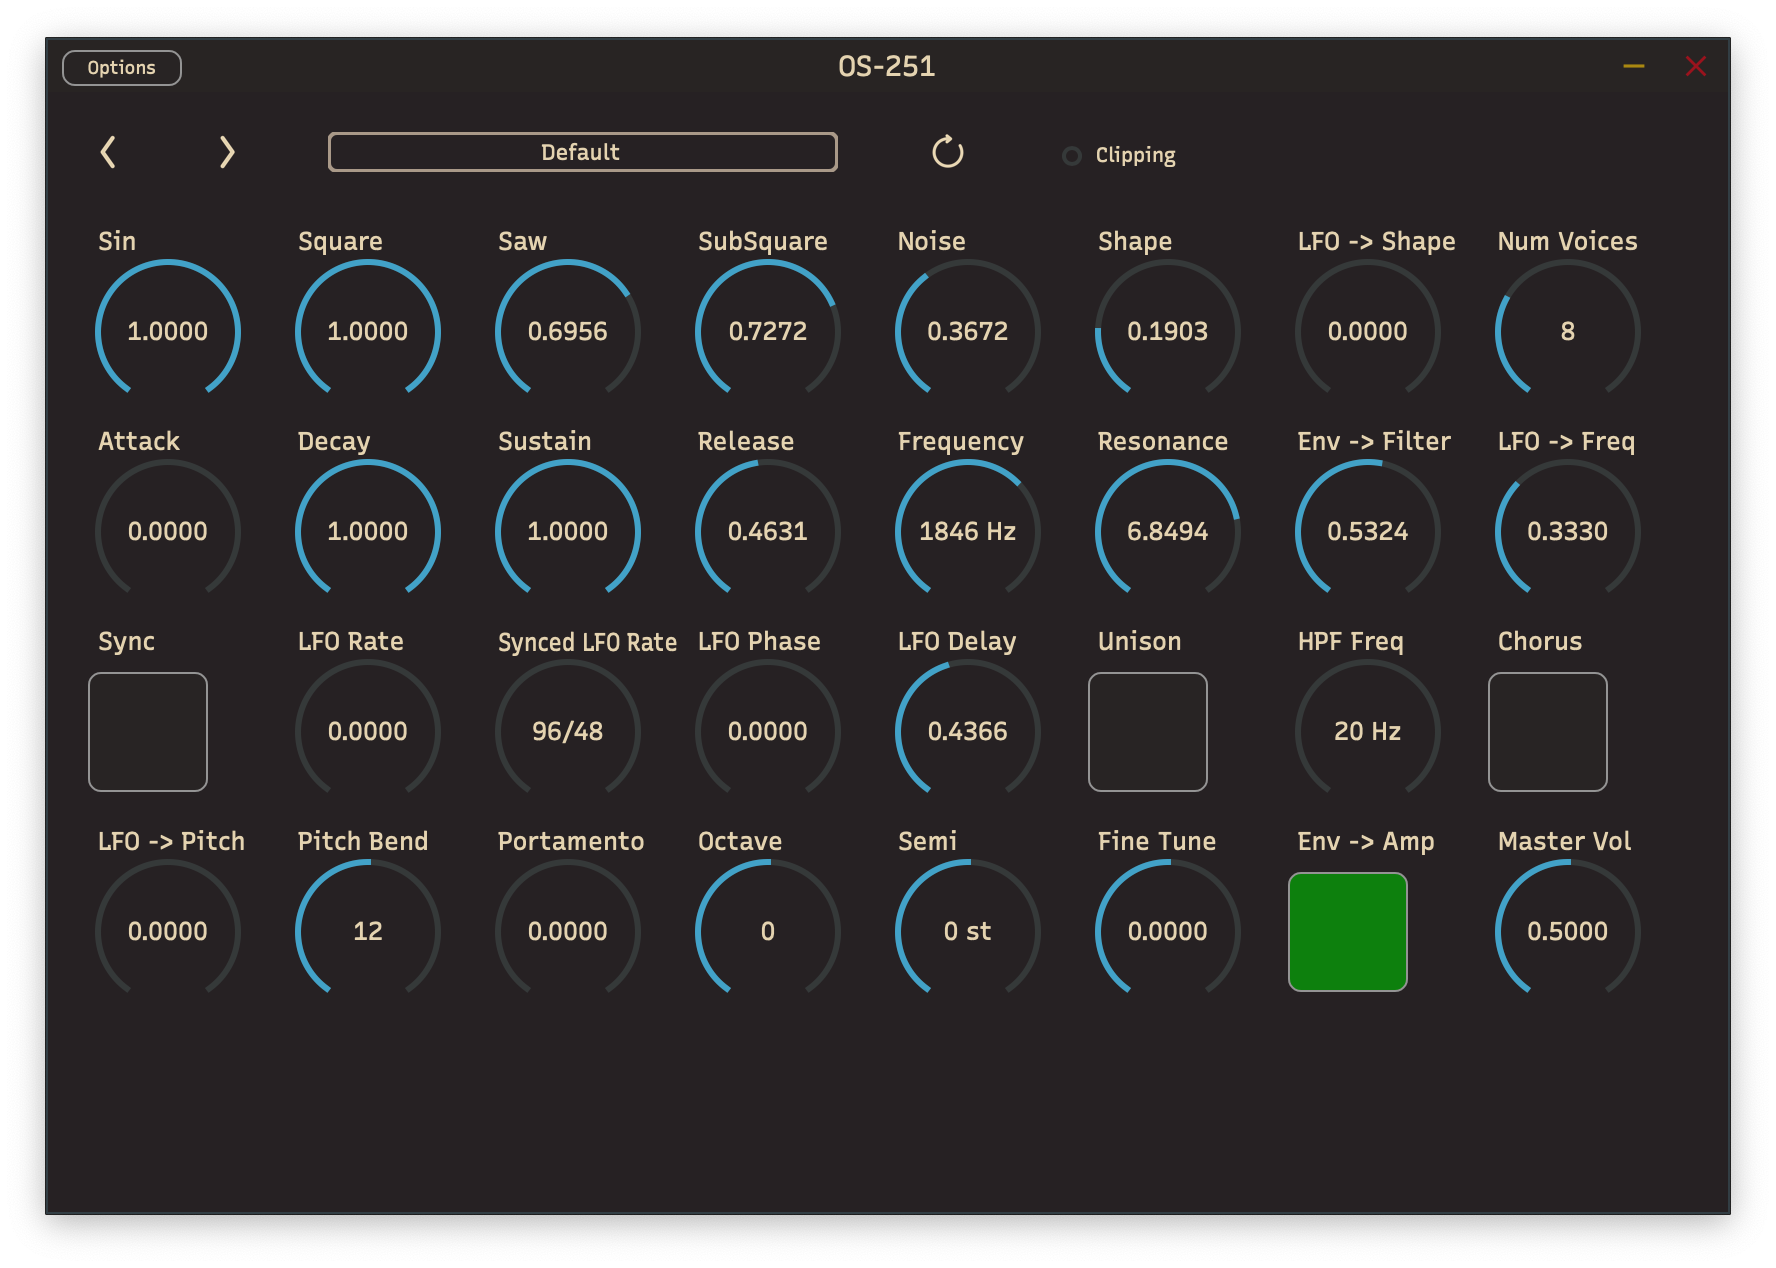 Options
OS-251
Default
Clipping
Sin Square Saw SubSquare Noise Shape LFO -> Shape Num Voices
1.0000 1.0000 0.6956 0.7272 0.3672 0.1903 0.0000 8
Attack Decay Sustain Release Frequency Resonance Env -> Filter LFO -> Freq
0.0000 1.0000 1.0000 0.4631 1846 Hz 6.8494 0.5324 0.3330
Sync LFO Rate Synced LFO Rate LFO Phase LFO Delay Unison HPF Freq Chorus
0.0000 96/48 0.0000 0.4366 20 Hz
LFO -> Pitch Pitch Bend Portamento Octave Semi Fine Tune Env -> Amp Master Vol
0.0000 12 0.0000 0 0 st 0.0000 0.5000